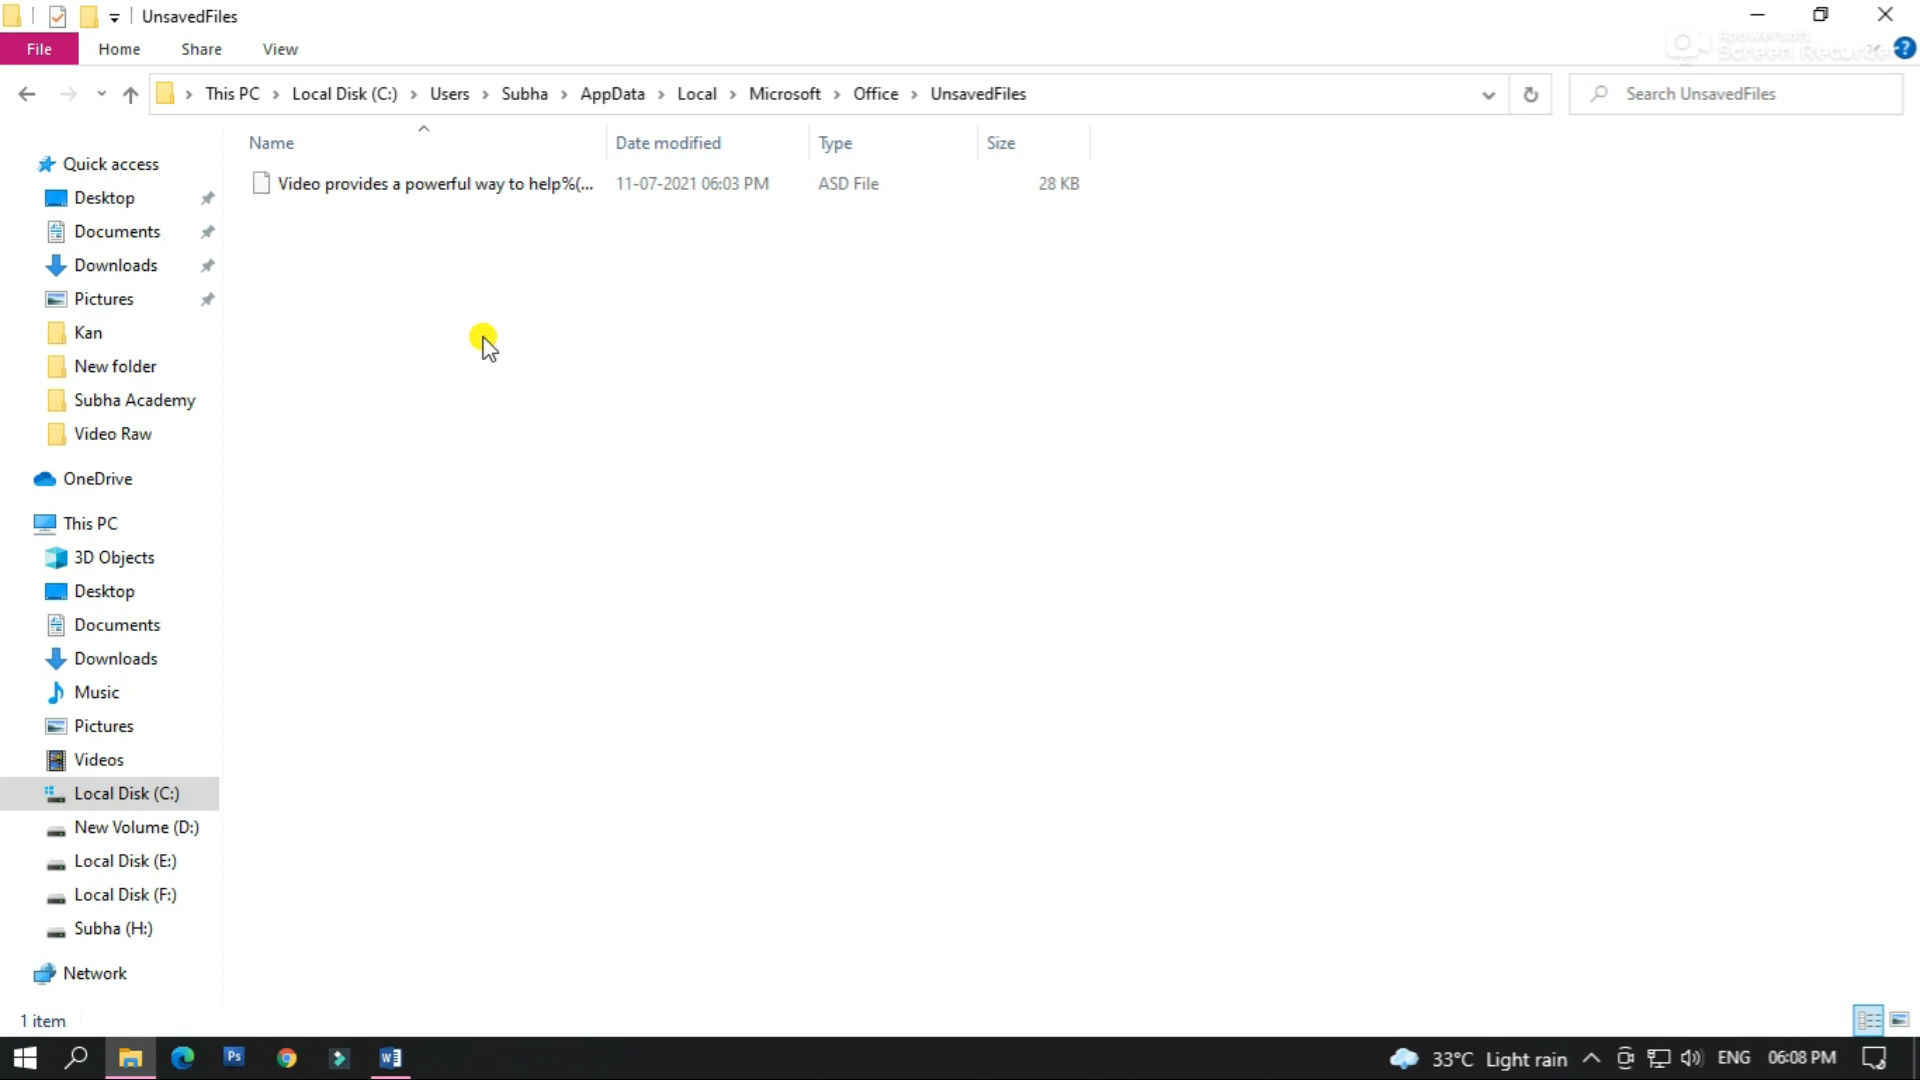 UnsavedFiles
File Home Share View
Apowersoft
Screen Recorder
This PC Local Disk (C:) Users Subha AppData Local Microsoft Office UnsavedFiles
Search UnsavedFiles
Name Date modified Type Size
Video provides a powerful way to help%(... 11-07-2021 06:03 PM ASD File 28 KB
Quick access
Desktop
Documents
Downloads
Pictures
Kan
New folder
Subha Academy
Video Raw
OneDrive
This PC
3D Objects
Desktop
Documents
Downloads
Music
Pictures
Videos
Local Disk (C:)
New Volume (D:)
Local Disk (E:)
Local Disk (F:)
Subha (H:)
Network
1 item
Ps
W
33°C Light rain ENG 06:08 PM